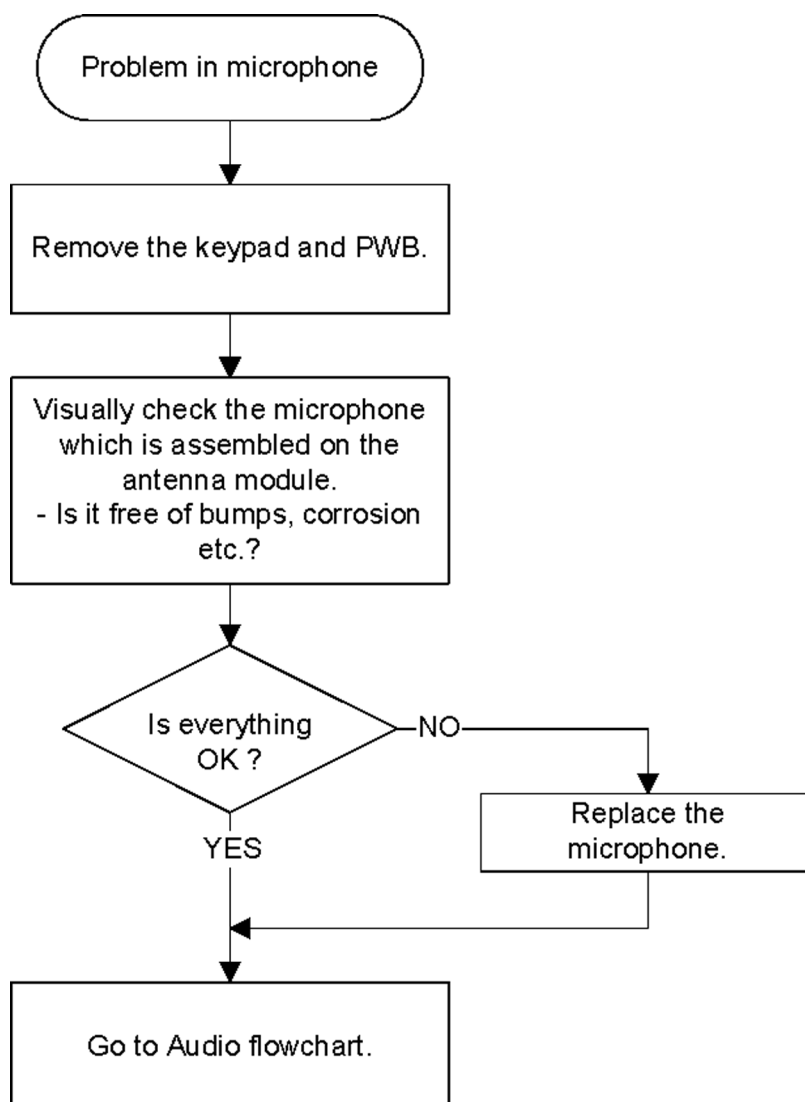 Problem in microphone
Remove the keypad and PWB.
Visually check the microphone
which is assembled on the
antenna module.
- Is it free of bumps, corrosion
etc.?
Is everything
OK ?
NO
Replace the
microphone.
YES
Go to Audio flowchart.